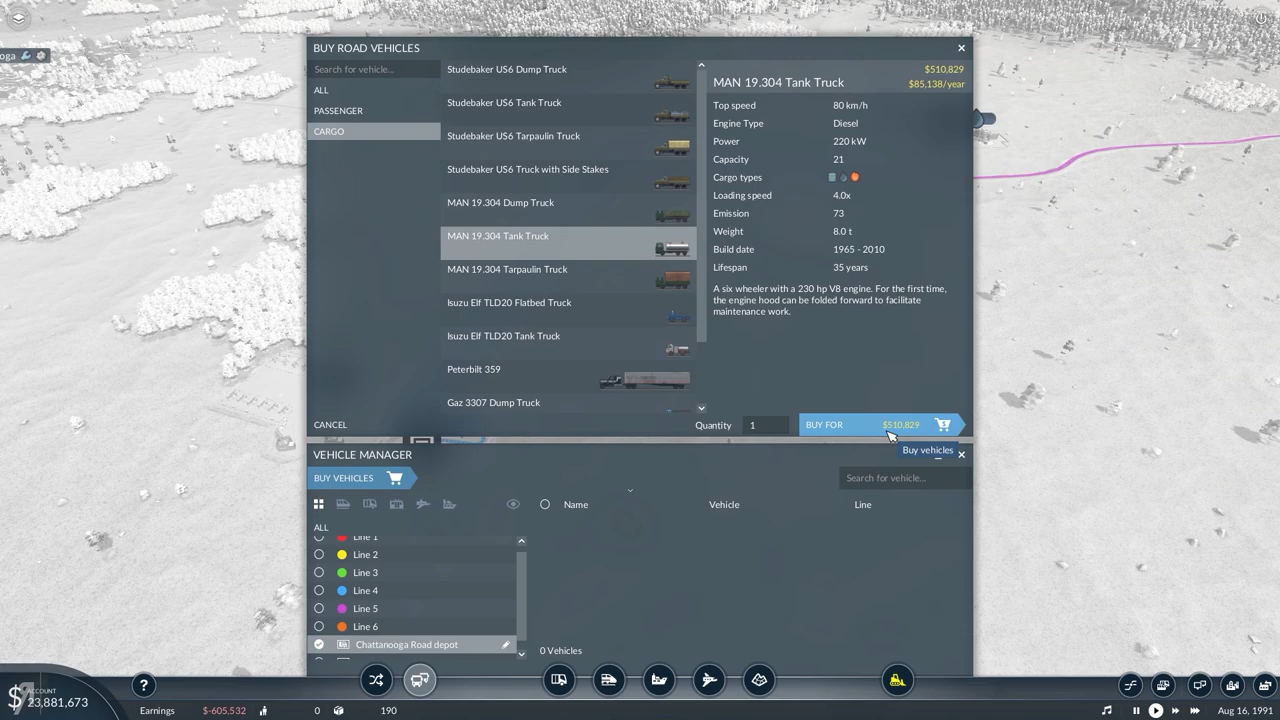 oga
BUY ROAD VEHICLES
Search for vehicle...
ALL
PASSENGER
CARGO
Studebaker US6 Dump Truck
Studebaker US6 Tank Truck
Studebaker US6 Tarpaulin Truck
Studebaker US6 Truck with Side Stakes
MAN 19.304 Dump Truck
MAN 19.304 Tank Truck
MAN 19.304 Tarpaulin Truck
Isuzu Elf TLD20 Flatbed Truck
Isuzu Elf TLD20 Tank Truck
Peterbilt 359
Gaz 3307 Dump Truck
$510,829
MAN 19.304 Tank Truck
$85,138/year
Top speed 80 km/h
Engine Type Diesel
Power 220 kW
Capacity 21
Cargo types
Loading speed 4.0x
Emission 73
Weight 8.0 t
Build date 1965 - 2010
Lifespan 35 years
A six wheeler with a 230 hp V8 engine. For the first time,
the engine hood can be folded forward to facilitate
maintenance work.
CANCEL
Quantity 1
BUY FOR $510,829
Buy vehicles
VEHICLE MANAGER
BUY VEHICLES
Search for vehicle...
Name Vehicle Line
ALL
Line 1
Line 2
Line 3
Line 4
Line 5
Line 6
Chattanooga Road depot
0 Vehicles
$ ACCOUNT
23,881,673
?
Earnings $-605,532 0 190
Aug 16, 1991